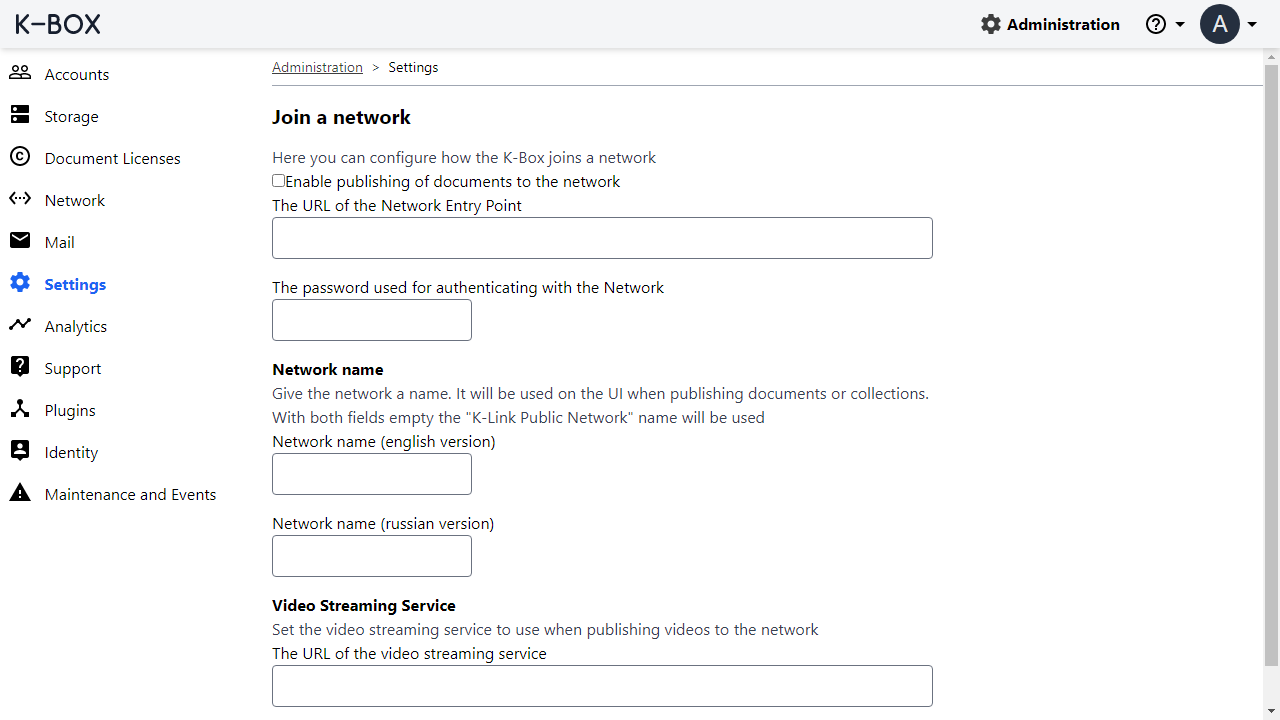 K-BOX
Administration
A
Accounts
Storage
Document Licenses
Network
Mail
Settings
Analytics
Support
Plugins
Identity
Maintenance and Events
Administration > Settings
Join a network
Here you can configure how the K-Box joins a network
Enable publishing of documents to the network
The URL of the Network Entry Point
The password used for authenticating with the Network
Network name
Give the network a name. It will be used on the UI when publishing documents or collections.
With both fields empty the "K-Link Public Network" name will be used
Network name (english version)
Network name (russian version)
Video Streaming Service
Set the video streaming service to use when publishing videos to the network
The URL of the video streaming service